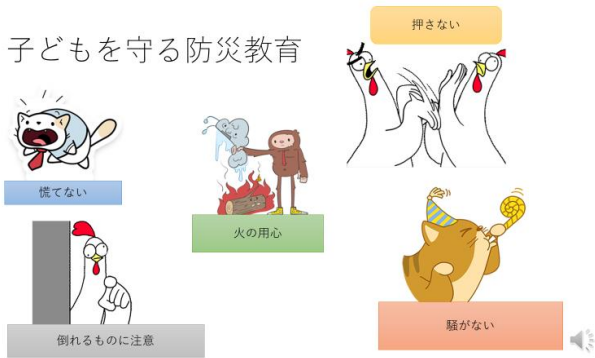 子どもを守る防災教育
押さない
慌てない
火の用心
倒れるものに注意
騒がない